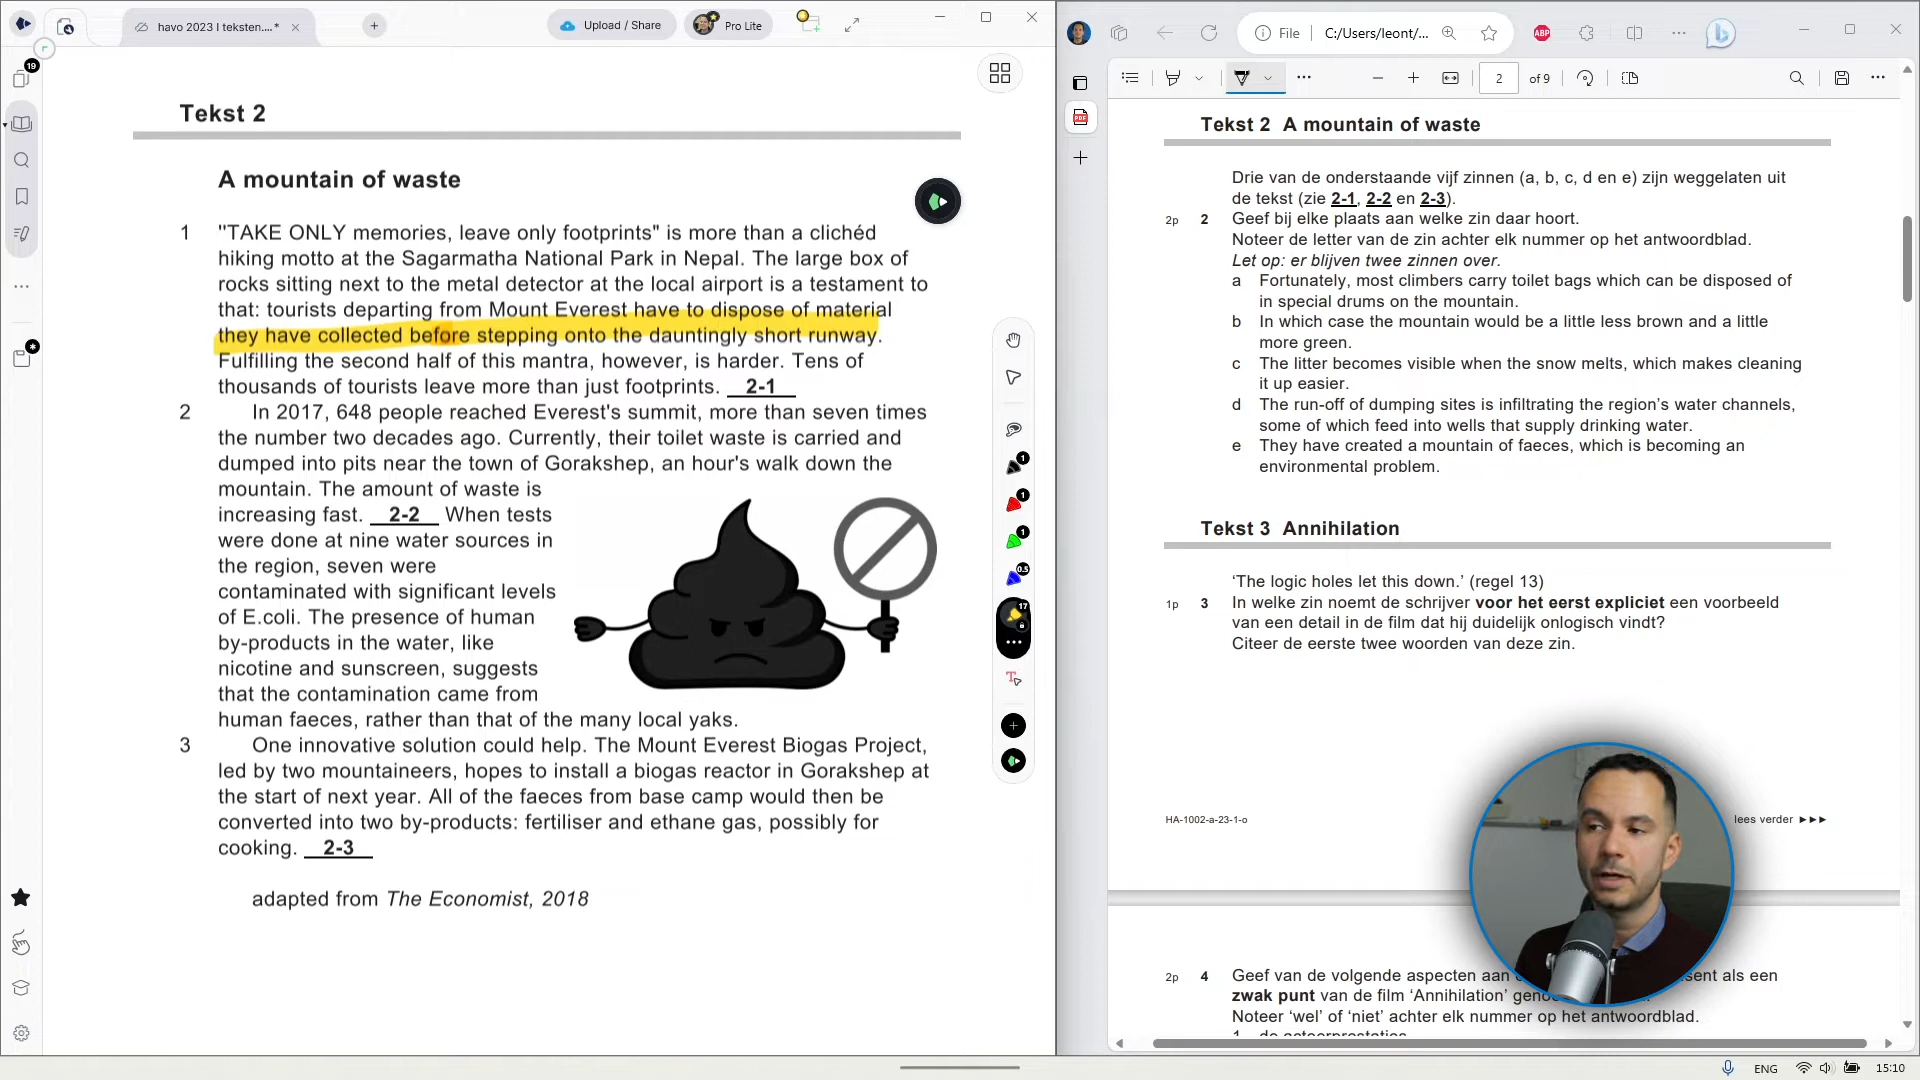 havo 2023 I teksten....*
Upload / Share
Pro Lite
19
Tekst 2
A mountain of waste
1 "TAKE ONLY memories, leave only footprints" is more than a clichéd
hiking motto at the Sagarmatha National Park in Nepal. The large box of
rocks sitting next to the metal detector at the local airport is a testament to
that: tourists departing from Mount Everest have to dispose of material
they have collected before stepping onto the dauntingly short runway.
Fulfilling the second half of this mantra, however, is harder. Tens of
thousands of tourists leave more than just footprints. 2-1
2 In 2017, 648 people reached Everest's summit, more than seven times
the number two decades ago. Currently, their toilet waste is carried and
dumped into pits near the town of Gorakshep, an hour's walk down the
mountain. The amount of waste is
increasing fast. 2-2 When tests
were done at nine water sources in
the region, seven were
contaminated with significant levels
of E.coli. The presence of human
by-products in the water, like
nicotine and sunscreen, suggests
that the contamination came from
human faeces, rather than that of the many local yaks.
3 One innovative solution could help. The Mount Everest Biogas Project,
led by two mountaineers, hopes to install a biogas reactor in Gorakshep at
the start of next year. All of the faeces from base camp would then be
converted into two by-products: fertiliser and ethane gas, possibly for
cooking. 2-3
adapted from The Economist, 2018
1
1
1
0.5
17
File
C:/Users/leont/...
ABP
2 of 9
Tekst 2 A mountain of waste
Drie van de onderstaande vijf zinnen (a, b, c, d en e) zijn weggelaten uit
de tekst (zie 2-1, 2-2 en 2-3).
2p 2 Geef bij elke plaats aan welke zin daar hoort.
Noteer de letter van de zin achter elk nummer op het antwoordblad.
Let op: er blijven twee zinnen over.
a Fortunately, most climbers carry toilet bags which can be disposed of
in special drums on the mountain.
b In which case the mountain would be a little less brown and a little
more green.
c The litter becomes visible when the snow melts, which makes cleaning
it up easier.
d The run-off of dumping sites is infiltrating the region's water channels,
some of which feed into wells that supply drinking water.
e They have created a mountain of faeces, which is becoming an
environmental problem.
Tekst 3 Annihilation
'The logic holes let this down.' (regel 13)
1p 3 In welke zin noemt de schrijver voor het eerst expliciet een voorbeeld
van een detail in de film dat hij duidelijk onlogisch vindt?
Citeer de eerste twee woorden van deze zin.
HA-1002-a-23-1-o
lees verder ►►►
2p 4 Geef van de volgende aspecten aan als een
zwak punt van de film 'Annihilation'
Noteer 'wel' of 'niet' achter elk nummer op het antwoordblad.
1 de acteerprestaties
ENG
15:10